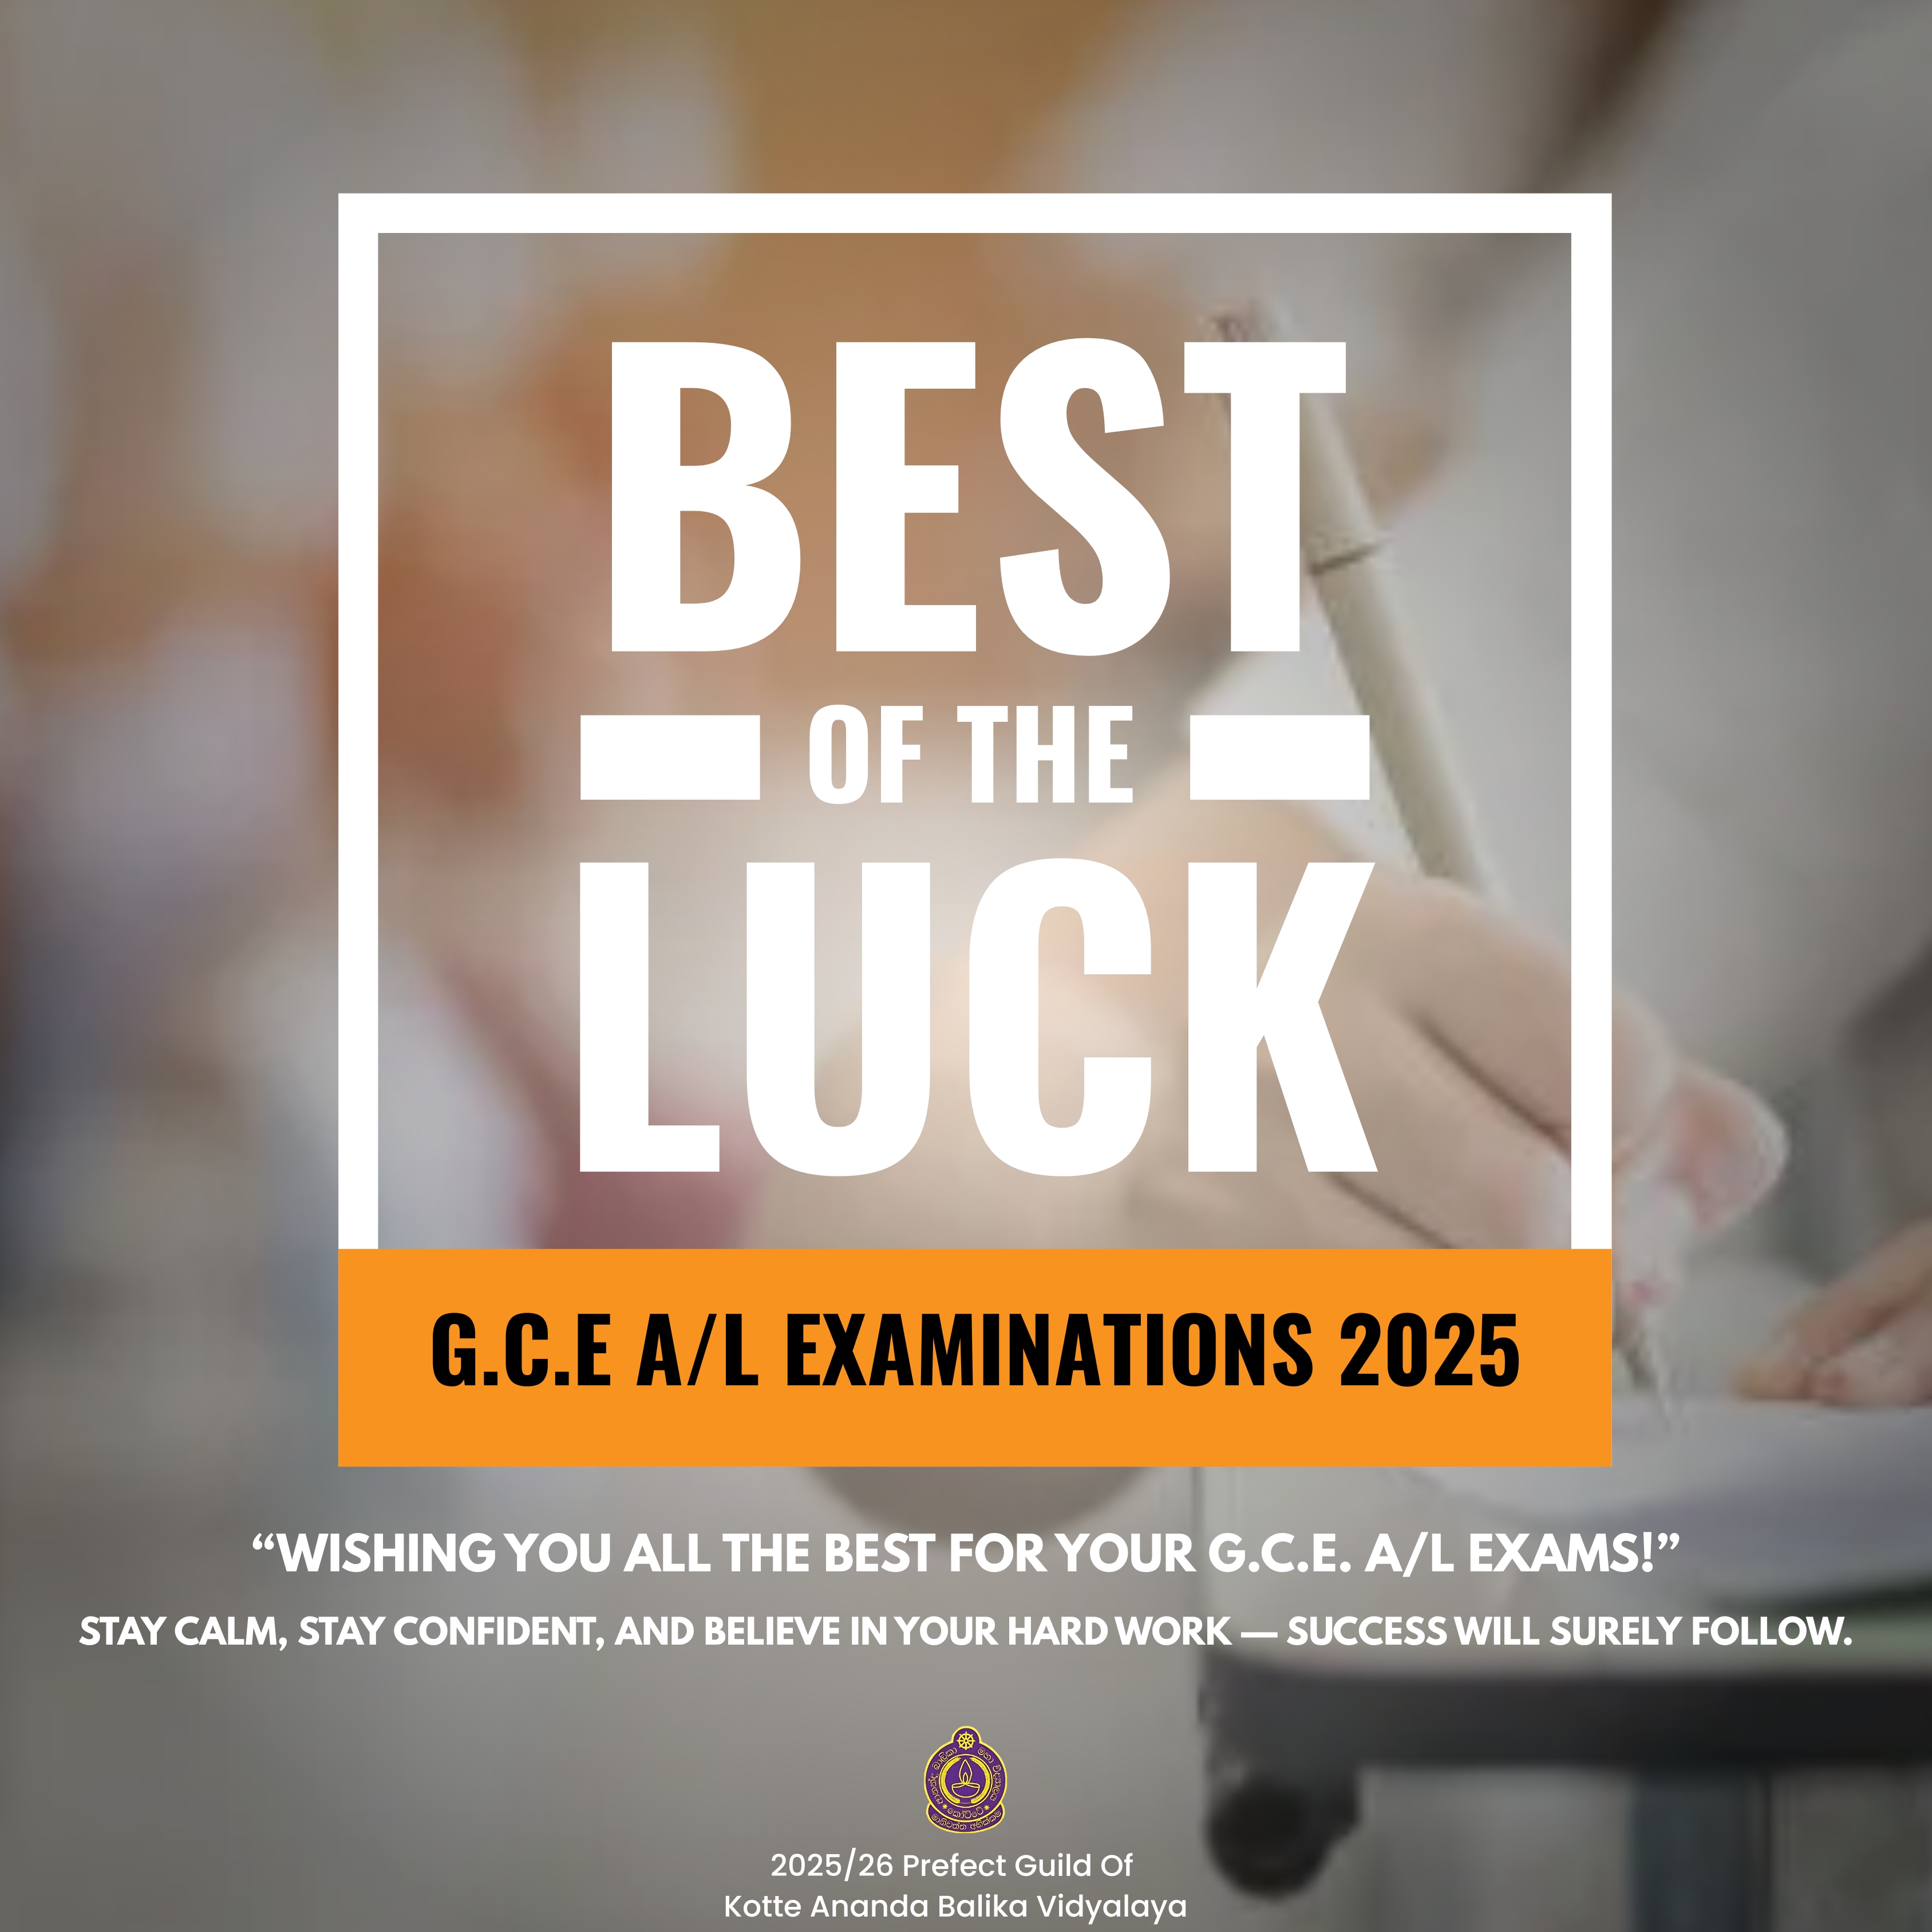 BEST
OF THE
LUCK
G.C.E A/L EXAMINATIONS 2025
“WISHING YOU ALL THE BEST FOR YOUR G.C.E. A/L EXAMS!”
STAY CALM, STAY CONFIDENT, AND BELIEVE IN YOUR HARD WORK — SUCCESS WILL SURELY FOLLOW.
කෝට්ටේ
2025/26 Prefect Guild Of
Kotte Ananda Balika Vidyalaya